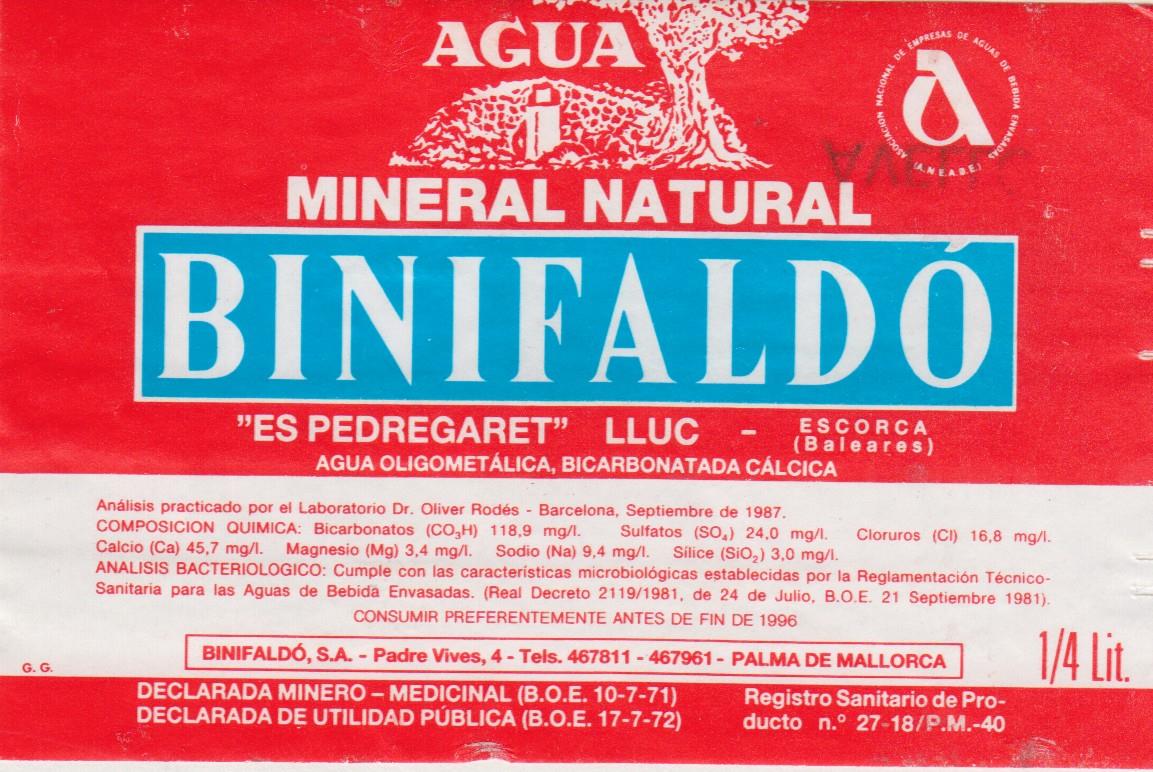 AGUA
ASOCIACIÓN NACIONAL DE EMPRESAS DE AGUAS DE BEBIDA ENVASADAS
(A.N.E.A.B.E.)
MINERAL NATURAL
BINIFALDÓ
"ES PEDREGARET" LLUC - ESCORCA
(Baleares)
AGUA OLIGOMETÁLICA, BICARBONATADA CÁLCICA
Análisis practicado por el Laboratorio Dr. Oliver Rodés - Barcelona, Septiembre de 1987.
COMPOSICION QUIMICA: Bicarbonatos (CO₃H) 118,9 mg/l. Sulfatos (SO₄) 24,0 mg/l. Cloruros (Cl) 16,8 mg/l.
Calcio (Ca) 45,7 mg/l. Magnesio (Mg) 3,4 mg/l. Sodio (Na) 9,4 mg/l. Sílice (SiO₂) 3,0 mg/l.
ANALISIS BACTERIOLOGICO: Cumple con las características microbiológicas establecidas por la Reglamentación Técnico-
Sanitaria para las Aguas de Bebida Envasadas. (Real Decreto 2119/1981, de 24 de Julio, B.O.E. 21 Septiembre 1981).
CONSUMIR PREFERENTEMENTE ANTES DE FIN DE 1996
BINIFALDÓ, S.A. - Padre Vives, 4 - Tels. 467811 - 467961 - PALMA DE MALLORCA
1/4 Lit.
G. G.
DECLARADA MINERO – MEDICINAL (B.O.E. 10-7-71)
DECLARADA DE UTILIDAD PÚBLICA (B.O.E. 17-7-72)
Registro Sanitario de Pro-
ducto n.º 27-18/P.M.-40